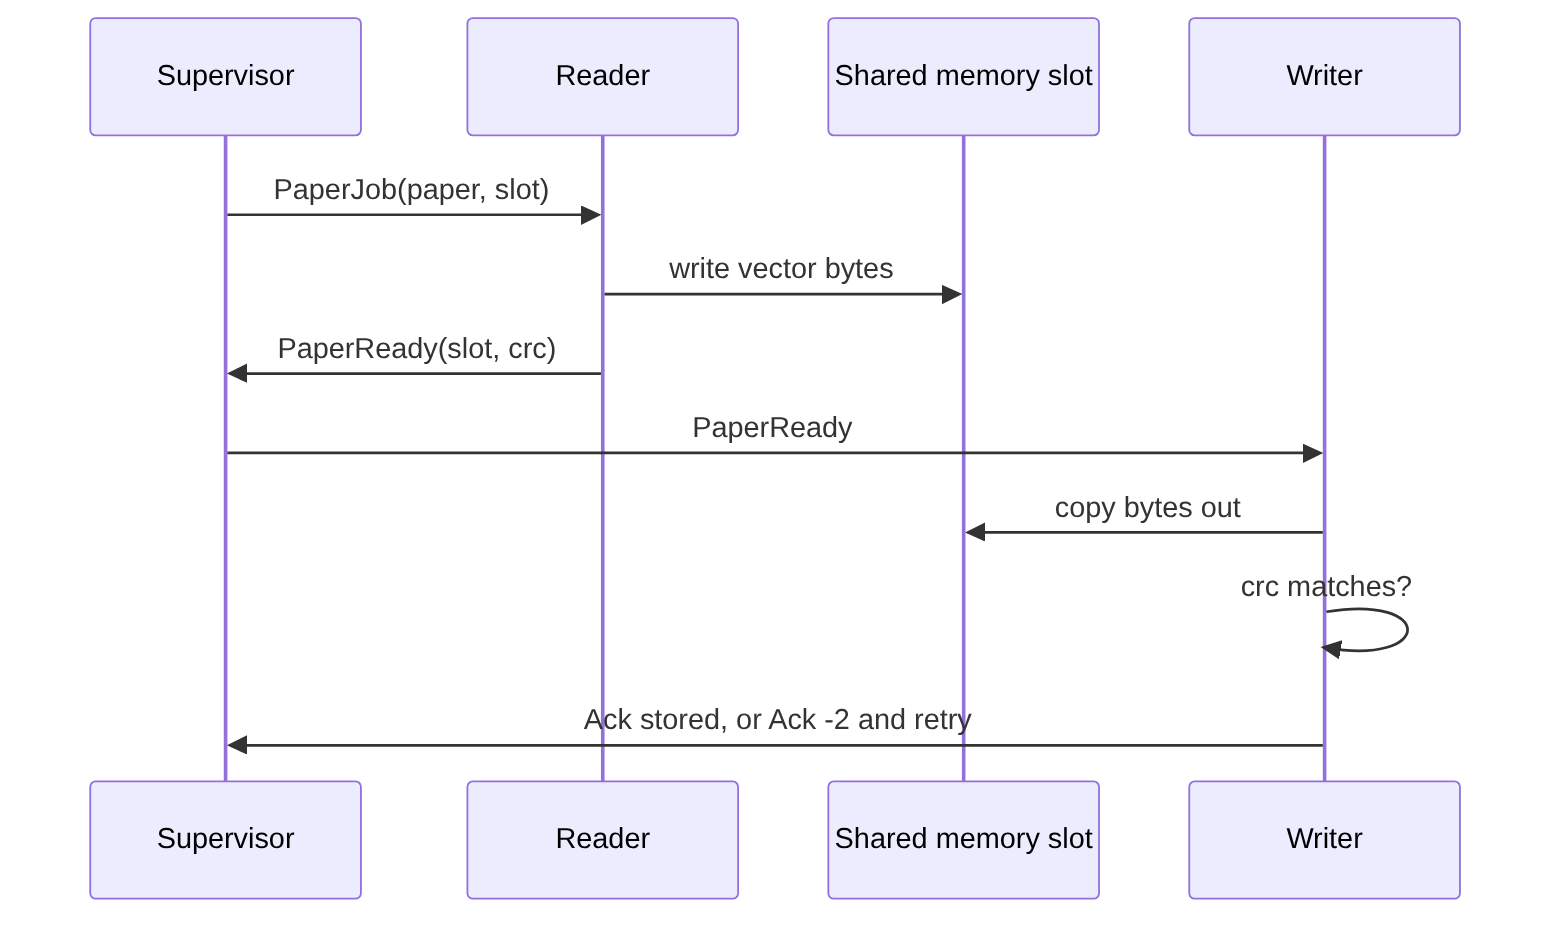 Supervisor
Reader
Shared memory slot
Writer
PaperJob(paper, slot)
write vector bytes
PaperReady(slot, crc)
PaperReady
copy bytes out
crc matches?
Ack stored, or Ack -2 and retry
Supervisor
Reader
Shared memory slot
Writer